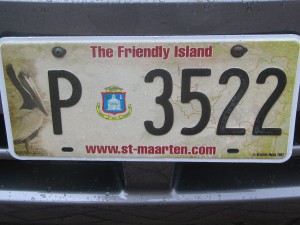 The Friendly Island
P 3522
www.st-maarten.com